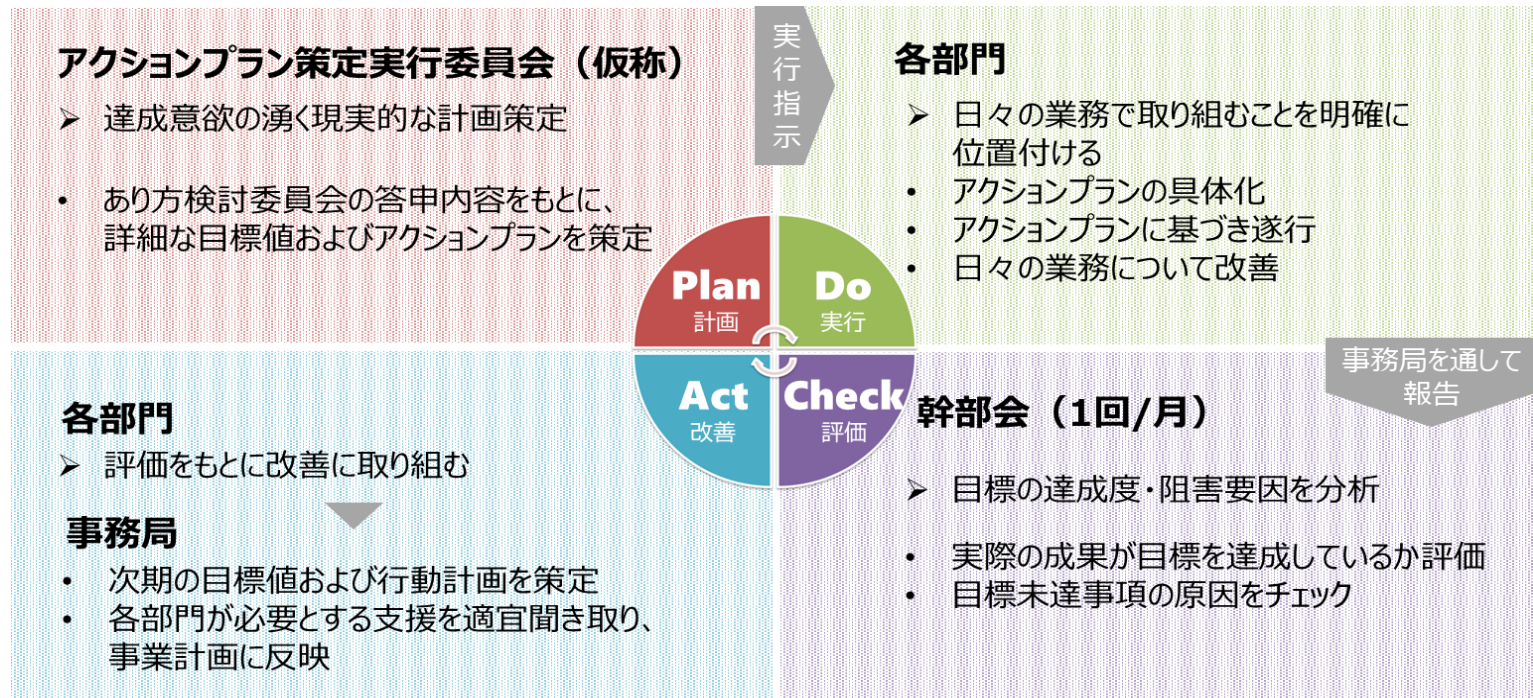 アクションプラン策定実行委員会（仮称）
➢ 達成意欲の湧く現実的な計画策定
• あり方検討委員会の答申内容をもとに、
詳細な目標値およびアクションプランを策定
実行指示
各部門
➢ 日々の業務で取り組むことを明確に
位置付ける
• アクションプランの具体化
• アクションプランに基づき遂行
• 日々の業務について改善
Plan
計画
Do
実行
Act
改善
Check
評価
事務局を通して
報告
各部門
➢ 評価をもとに改善に取り組む
事務局
• 次期の目標値および行動計画を策定
• 各部門が必要とする支援を適宜聞き取り、
事業計画に反映
幹部会（1回/月）
➢ 目標の達成度・阻害要因を分析
• 実際の成果が目標を達成しているか評価
• 目標未達事項の原因をチェック